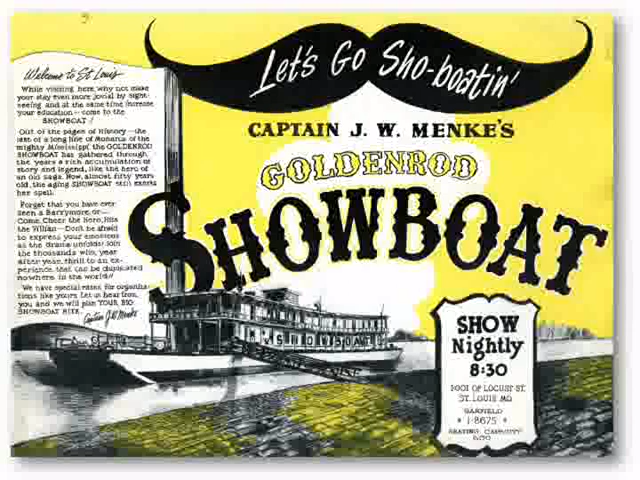 Let's Go Sho-boatin'
CAPTAIN J. W. MENKE'S
GOLDENROD
SHOWBOAT
Welcome to St Louis
While visiting here, why not make
your stay even more jovial by sight-
seeing and at the same time increase
your education - come to the
SHOWBOAT!
Out of the pages of History - the
last of a long line of Monarchs of the
mighty Mississippi, the GOLDENROD
SHOWBOAT has gathered through
the years a rich accumulation of
story and legend, like the hero of
an old saga. Now, almost fifty years
old, the aging SHOWBOAT still exerts
her spell.
Forget that you have ever
seen a Barrymore, or -
Come, Cheer the Hero, Hiss
the Villian - Don't be afraid
to express your emotions
as the drama unfolds! Join
the thousands who, year
after year, thrill to an ex-
perience that can be duplicated
nowhere in the world!!
We have special rates for organiza-
tions like yours. Let us hear from
you and we will plan YOUR BIG
SHOWBOAT NITE.
Captain J.W. Menke
SHOWBOAT
SHOW
Nightly
8:30
FOOT OF LOCUST ST.
ST. LOUIS MO
GARFIELD
* 1-8675 *
SEATING CAPACITY